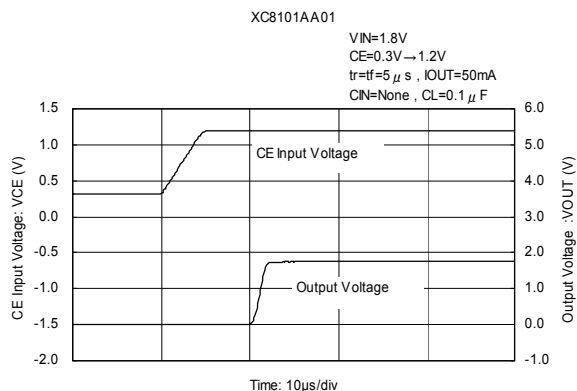 XC8101AA01
VIN=1.8V
CE=0.3V→1.2V
tr=tf=5μs , IOUT=50mA
CIN=None , CL=0.1μF
1.5
1.0
0.5
0.0
-0.5
-1.0
-1.5
-2.0
CE Input Voltage: VCE (V)
CE Input Voltage
Output Voltage
6.0
5.0
4.0
3.0
2.0
1.0
0.0
-1.0
Output Voltage :VOUT (V)
Time: 10μs/div